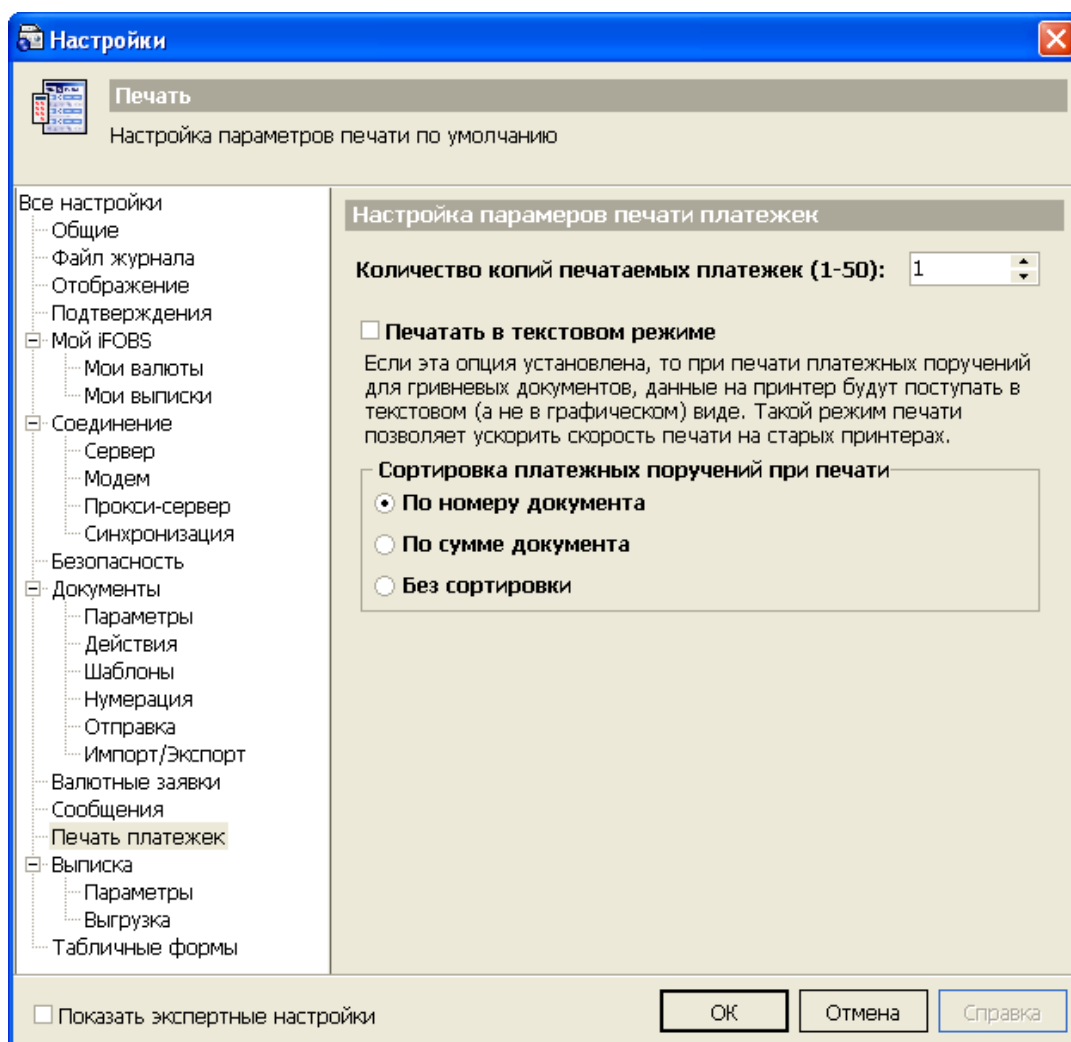 Настройки
Печать
Настройка параметров печати по умолчанию
Все настройки
Общие
Файл журнала
Отображение
Подтверждения
Мой iFOBS
Мои валюты
Мои выписки
Соединение
Сервер
Модем
Прокси-сервер
Синхронизация
Безопасность
Документы
Параметры
Действия
Шаблоны
Нумерация
Отправка
Импорт/Экспорт
Валютные заявки
Сообщения
Печать платежек
Выписка
Параметры
Выгрузка
Табличные формы
Настройка парамеров печати платежек
Количество копий печатаемых платежек (1-50): 1
Печатать в текстовом режиме
Если эта опция установлена, то при печати платежных поручений
для гривневых документов, данные на принтер будут поступать в
текстовом (а не в графическом) виде. Такой режим печати
позволяет ускорить скорость печати на старых принтерах.
Сортировка платежных поручений при печати
По номеру документа
По сумме документа
Без сортировки
Показать экспертные настройки
ОК
Отмена
Справка